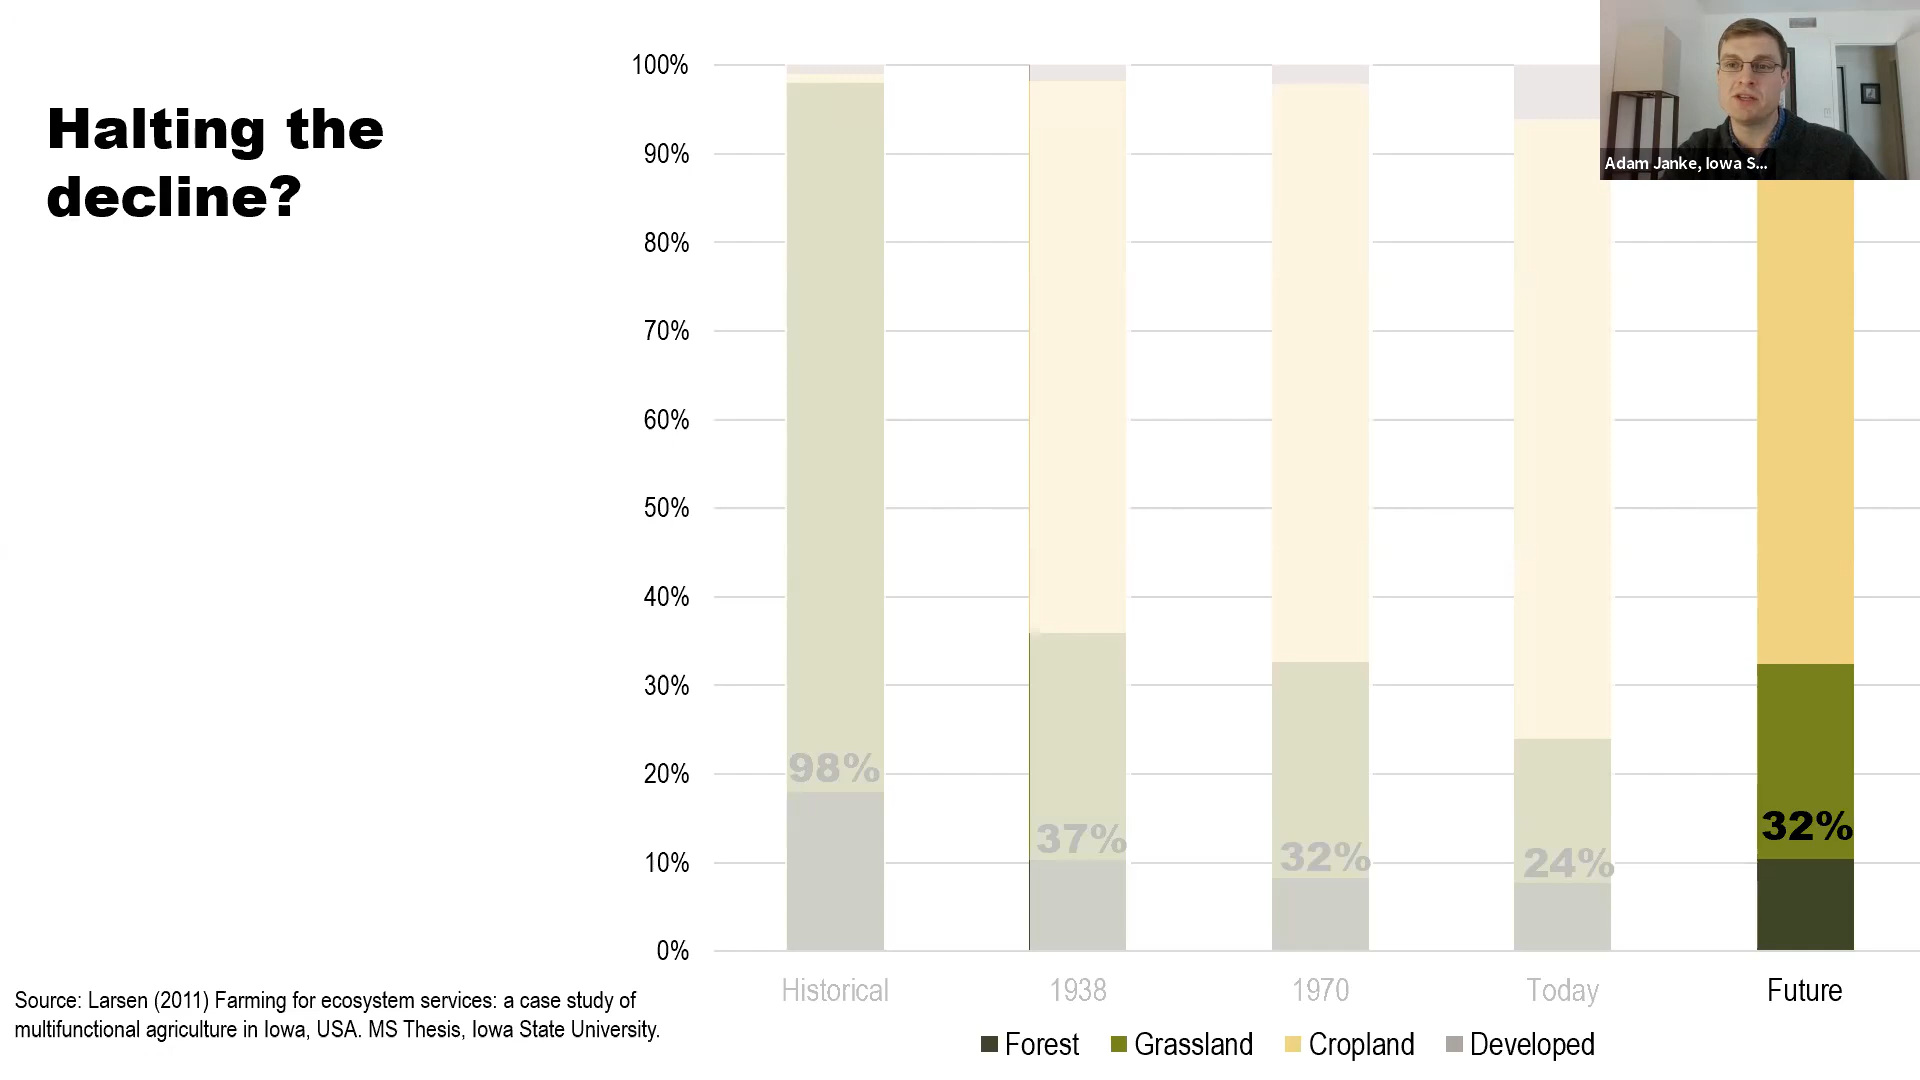 Halting the
decline?
100%
90%
80%
70%
60%
50%
40%
30%
20%
10%
0%
98%
37%
32%
24%
32%
Historical
1938
1970
Today
Future
Forest
Grassland
Cropland
Developed
Source: Larsen (2011) Farming for ecosystem services: a case study of
multifunctional agriculture in Iowa, USA. MS Thesis, Iowa State University.
Adam Janke, Iowa S...